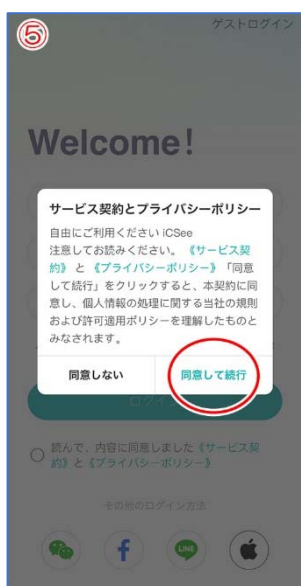 ⑤
ゲストログイン
Welcome!
サービス契約とプライバシーポリシー
自由にご利用ください iCSee
注意してお読みください。《サービス契
約》 と 《プライバシーポリシー》「同意
して続行」をクリックすると、本契約に同
意し、個人情報の処理に関する当社の規則
および許可適用ポリシーを理解したものと
みなされます。
同意しない
同意して続行
ログイン
読んで、内容に同意しました《サービス契
約》と《プライバシーポリシー》
その他のログイン方法
LINE